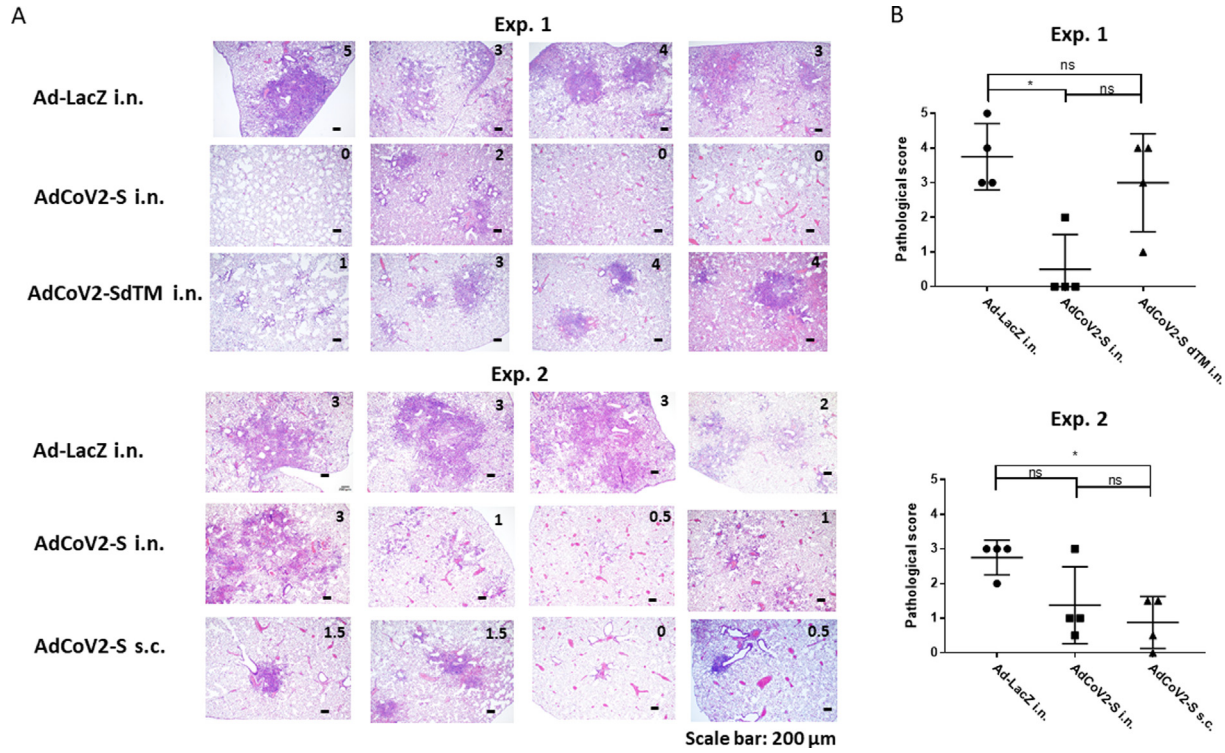 A
Exp. 1
Ad-LacZ i.n.
5
3
4
3
AdCoV2-S i.n.
0
2
0
0
AdCoV2-SdTM i.n.
1
3
4
4
Exp. 2
Ad-LacZ i.n.
3
3
3
2
AdCoV2-S i.n.
3
1
0.5
1
AdCoV2-S s.c.
1.5
1.5
0
0.5
Scale bar: 200 µm
B
Exp. 1
ns
*
ns
Pathological score
5
4
3
2
1
0
Ad-LacZ i.n.
AdCoV2-S i.n.
AdCoV2-S dTM i.n.
Exp. 2
*
ns
ns
Pathological score
5
4
3
2
1
0
Ad-LacZ i.n.
AdCoV2-S i.n.
AdCoV2-S s.c.